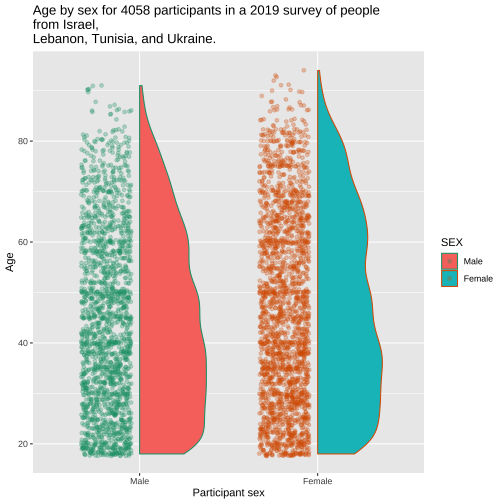 Age by sex for 4058 participants in a 2019 survey of people
from Israel,
Lebanon, Tunisia, and Ukraine.
80
60
40
20
Age
Male
Female
Participant sex
SEX
Male
Female